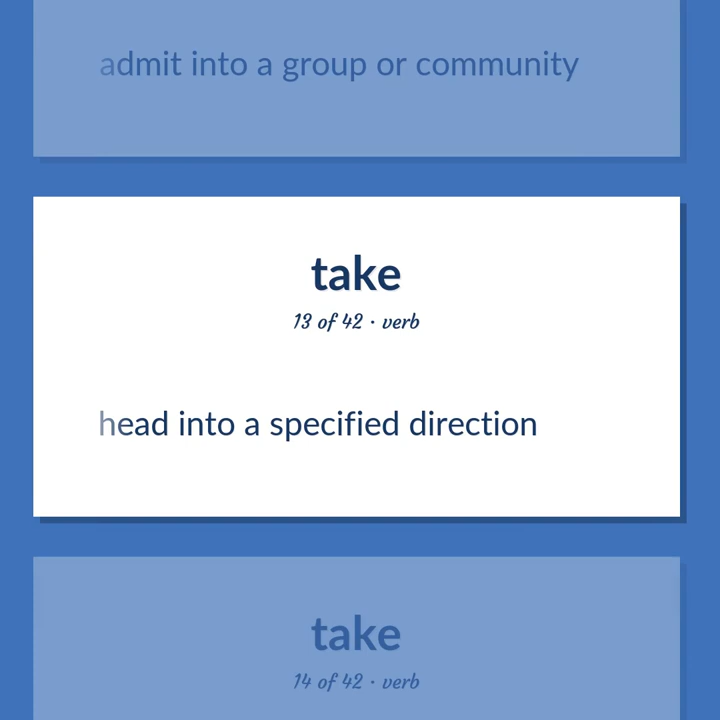 admit into a group or community
take
13 of 42 · verb
head into a specified direction
take
14 of 42 · verb